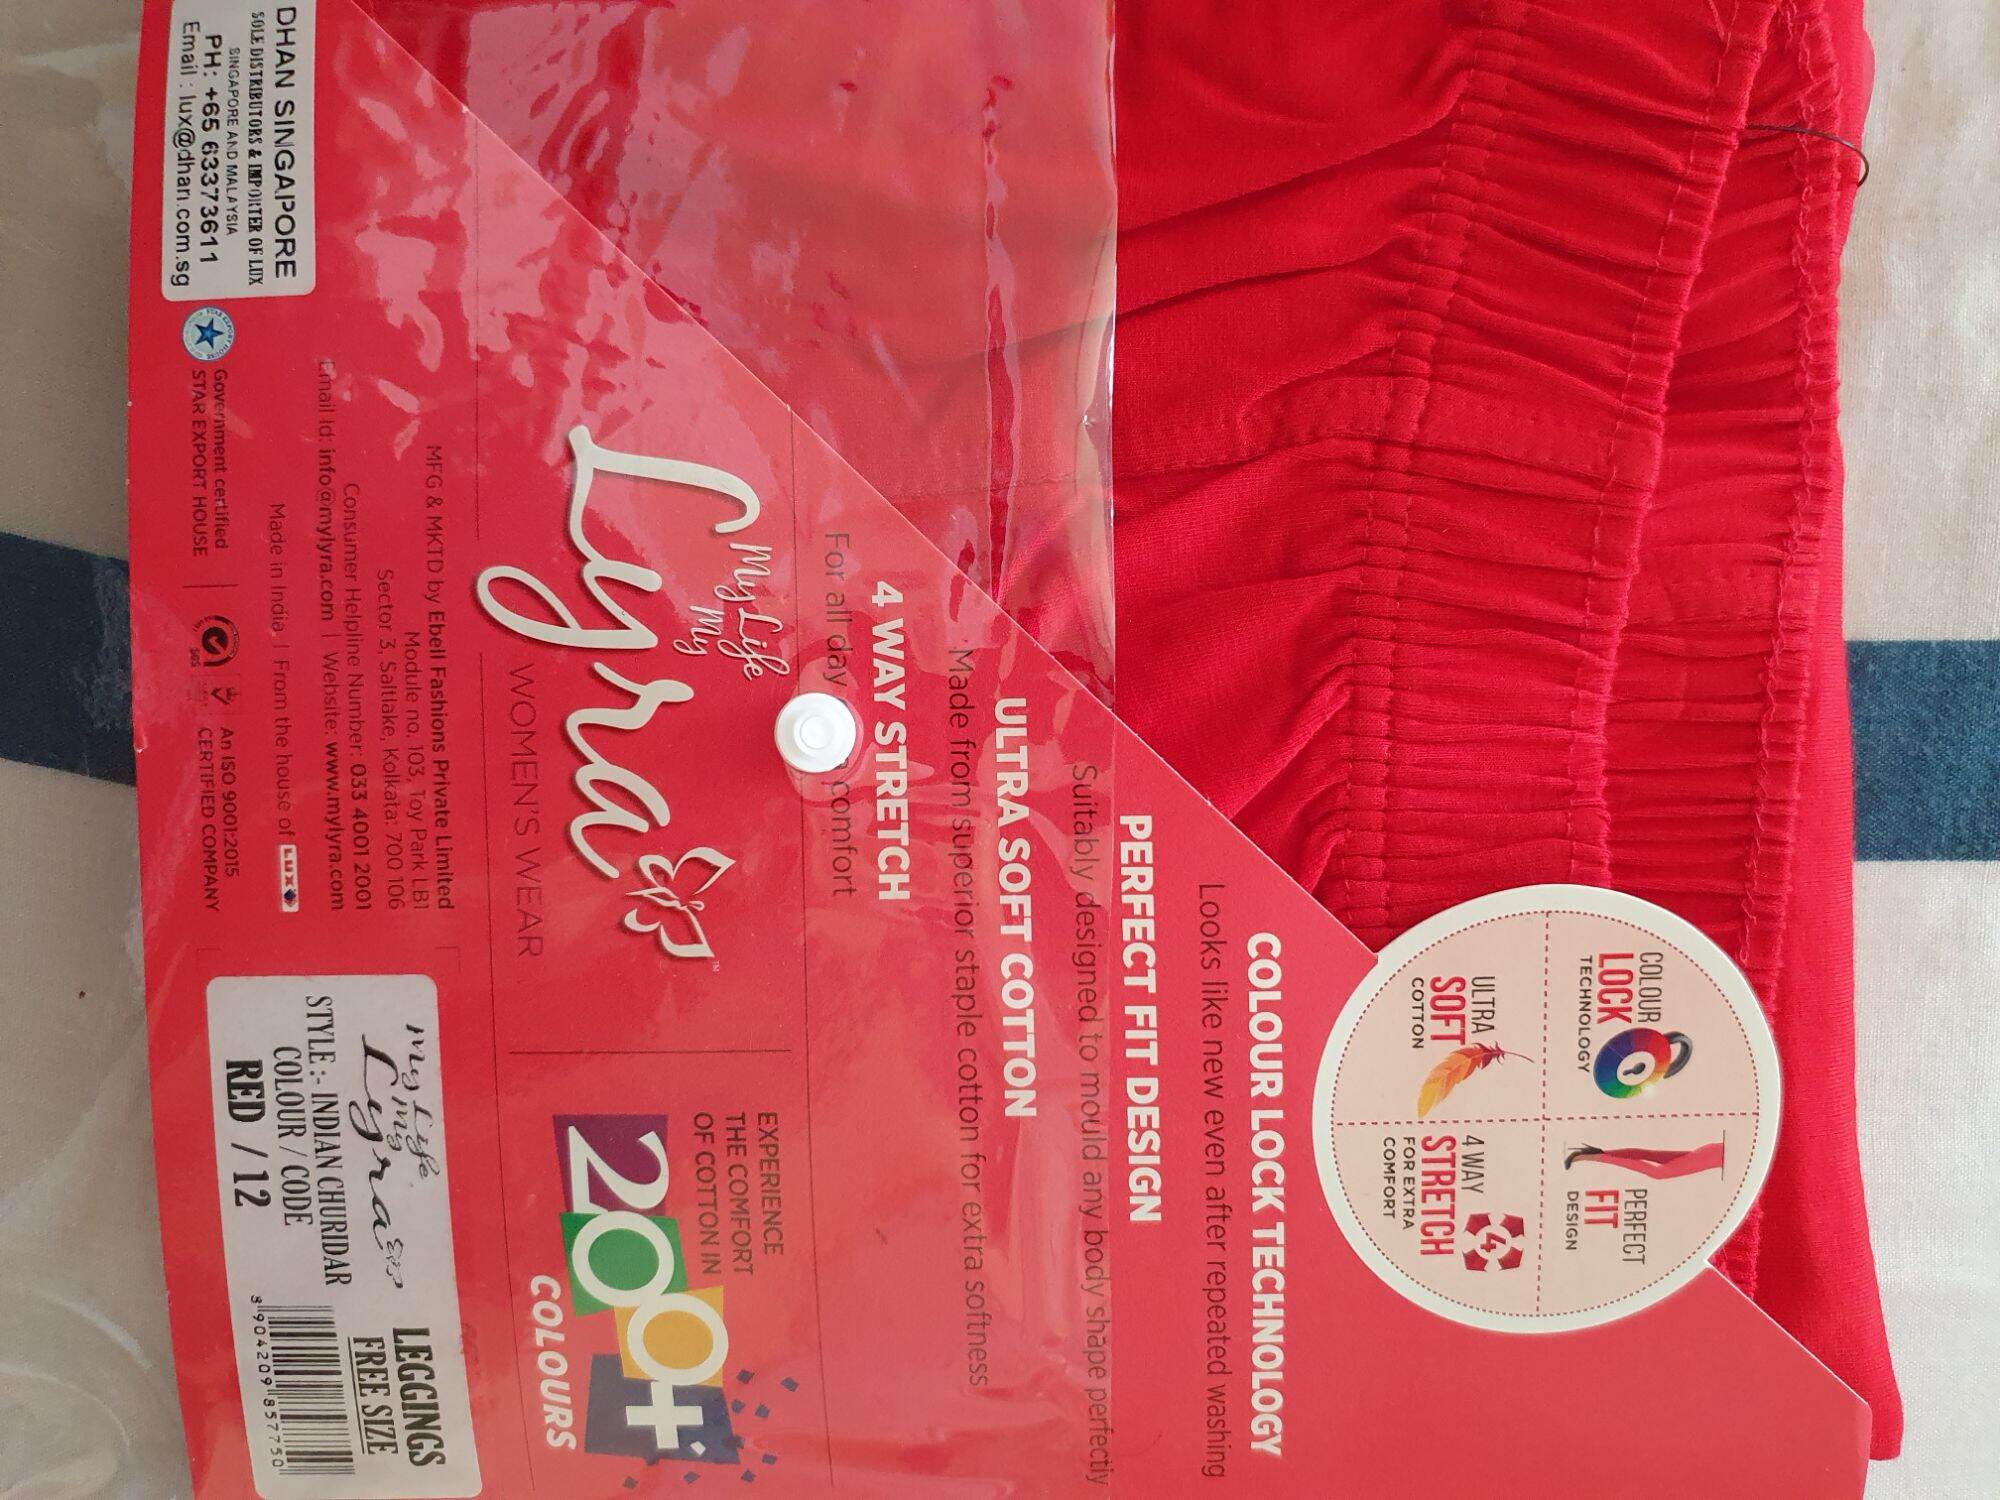 COLOUR
LOCK
TECHNOLOGY
PERFECT
FIT
DESIGN
ULTRA
SOFT
COTTON
4 WAY
STRETCH
FOR EXTRA
COMFORT
4
COLOUR LOCK TECHNOLOGY
Looks like new even after repeated washing
PERFECT FIT DESIGN
Suitably designed to mould any body shape perfectly
ULTRA SOFT COTTON
Made from superior staple cotton for extra softness
4 WAY STRETCH
For all day comfort
My Life
My
Lyra
TM
WOMEN'S WEAR
EXPERIENCE
THE COMFORT
OF COTTON IN
200+
COLOURS
MFG & MKTD by Ebell Fashions Private Limited
Module no. 103, Toy Park LB1
Sector 3, Saltlake, Kolkata: 700 106
Consumer Helpline Number: 033 4001 2001
Email Id: info@mylyra.com | Website: www.mylyra.com
Made in India | From the house of LUX
Government certified
STAR EXPORT HOUSE
SGS
An ISO 9001:2015
CERTIFIED COMPANY
DHAN SINGAPORE
SOLE DISTRIBUTORS & IMPORTER OF LUX
SINGAPORE AND MALAYSIA
PH: +65 63373611
Email : lux@dhan.com.sg
My Life
My
Lyra
LEGGINGS
FREE SIZE
STYLE:- INDIAN CHURIDAR
COLOUR / CODE
RED / 12
8904209857750